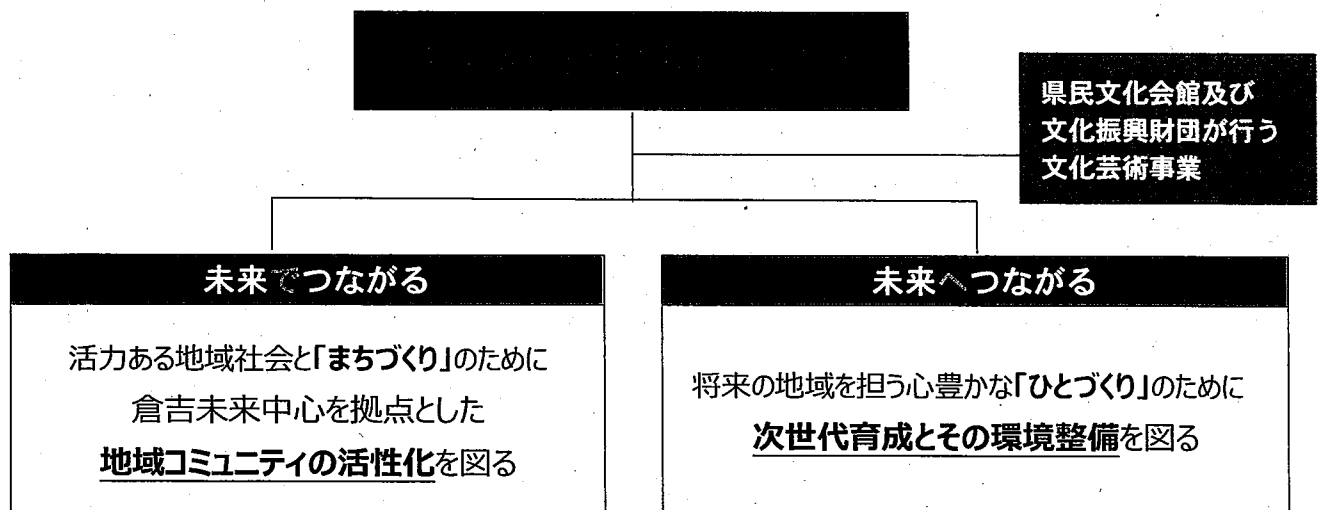 県民文化会館及び
文化振興財団が行う
文化芸術事業
未来でつながる
活力ある地域社会と「まちづくり」のために
倉吉未来中心を拠点とした
地域コミュニティの活性化を図る
未来へつながる
将来の地域を担う心豊かな「ひとづくり」のために
次世代育成とその環境整備を図る